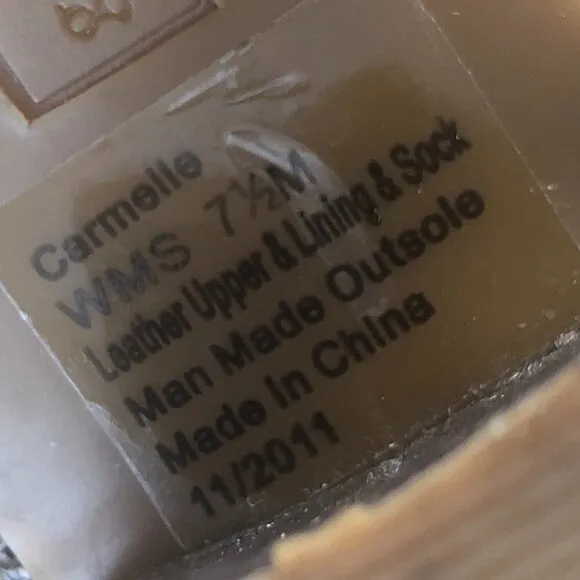 Carmelle
WMS 7½M
Leather Upper & Lining & Sock
Man Made Outsole
Made In China
11/2011